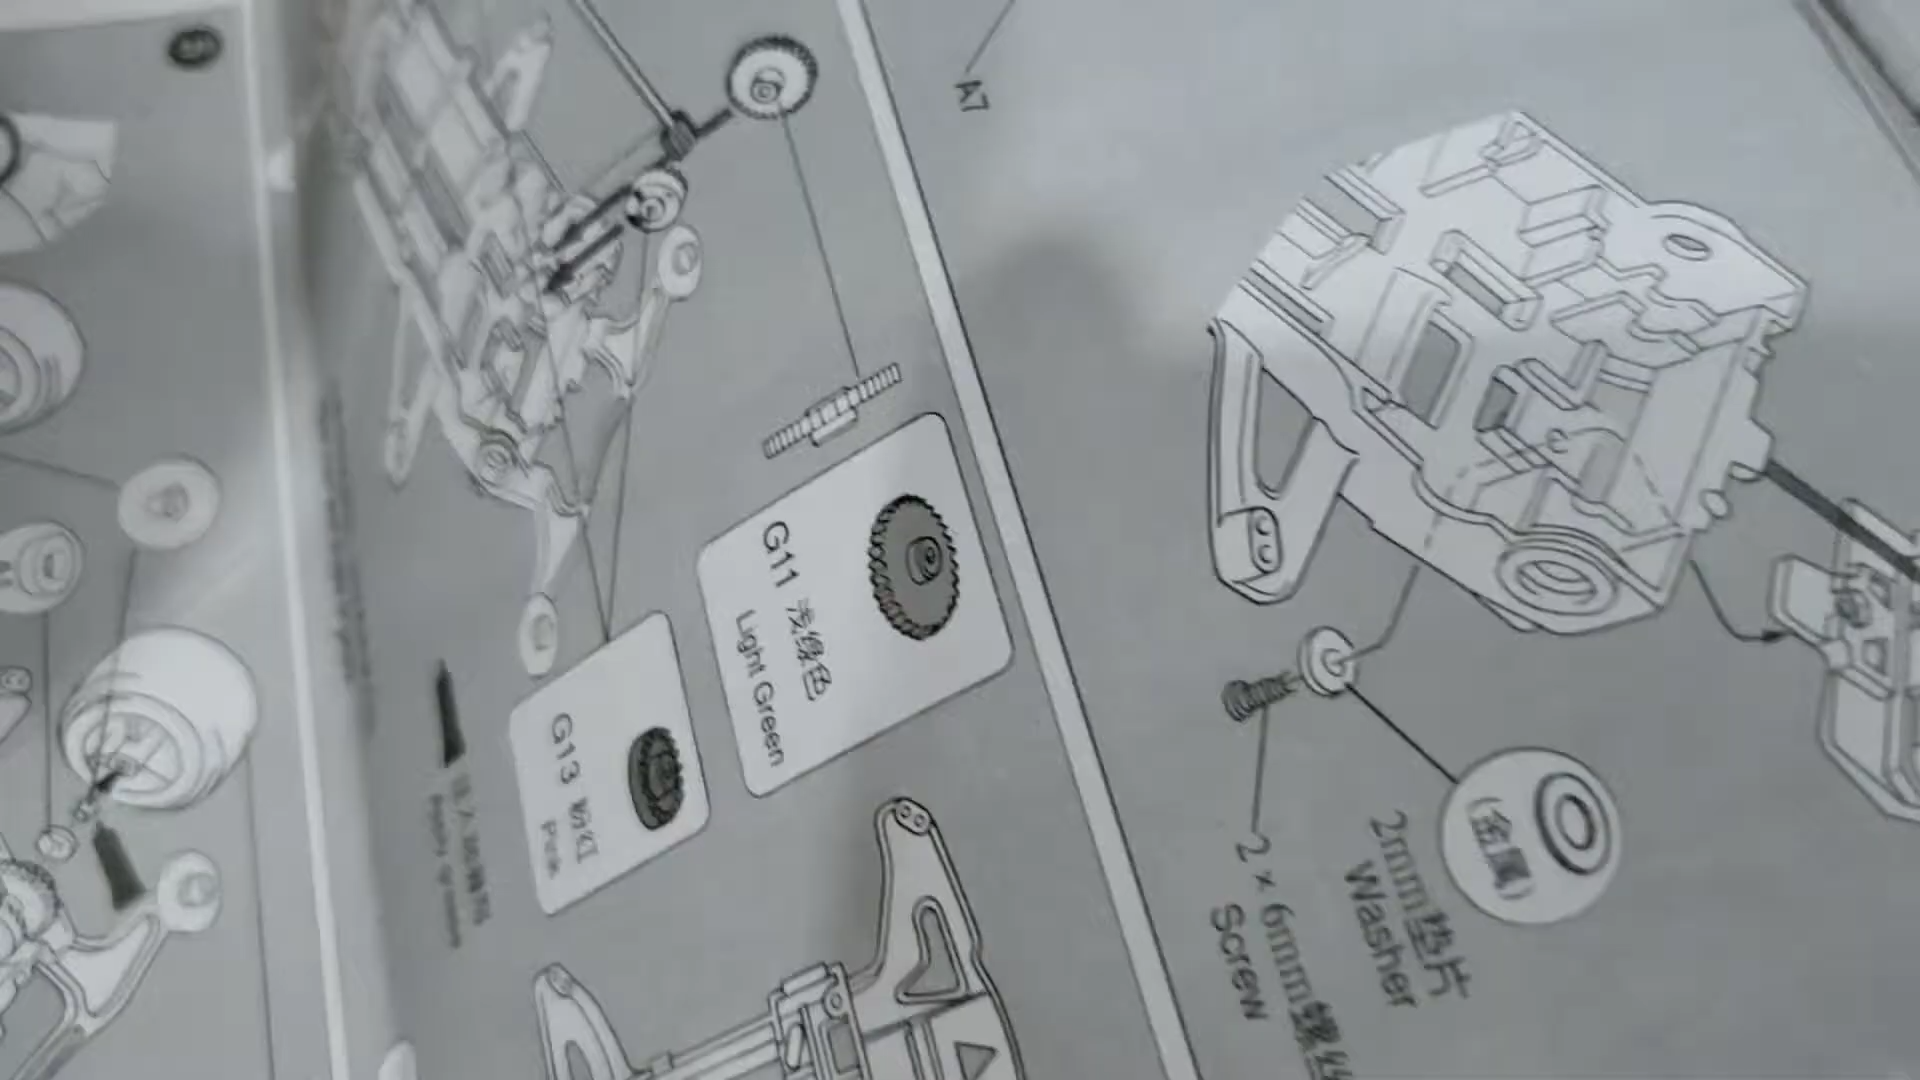 A7
G11 浅绿色
Light Green
G13 粉红
Pink
2mm垫片
Washer
(金属)
2×6mm螺丝
Screw